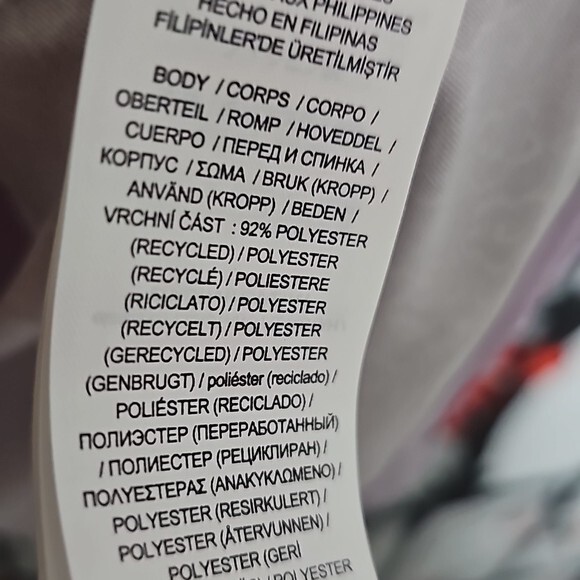 AUX PHILIPPINES
HECHO EN FILIPINAS
FİLİPİNLER'DE ÜRETİLMİŞTİR
BODY / CORPS / CORPO /
OBERTEIL / ROMP / HOVEDDEL /
CUERPO / ПЕРЕД И СПИНКА /
КОРПУС / ΣΩΜΑ / BRUK (KROPP) /
ANVÄND (KROPP) / BEDEN /
VRCHNÍ ČÁST : 92% POLYESTER
(RECYCLED) / POLYESTER
(RECYCLÉ) / POLIESTERE
(RICICLATO) / POLYESTER
(RECYCELT) / POLYESTER
(GERECYCLED) / POLYESTER
(GENBRUGT) / poliéster (reciclado) /
POLIÉSTER (RECICLADO) /
ПОЛИЭСТЕР (ПЕРЕРАБОТАННЫЙ)
/ ПОЛИЕСТЕР (РЕЦИКЛИРАН) /
ΠΟΛΥΕΣΤΕΡΑΣ (ΑΝΑΚΥΚΛΩΜΕΝΟ) /
POLYESTER (RESIRKULERT) /
POLYESTER (ÅTERVUNNEN) /
POLYESTER (GERİ
/ POLYESTER